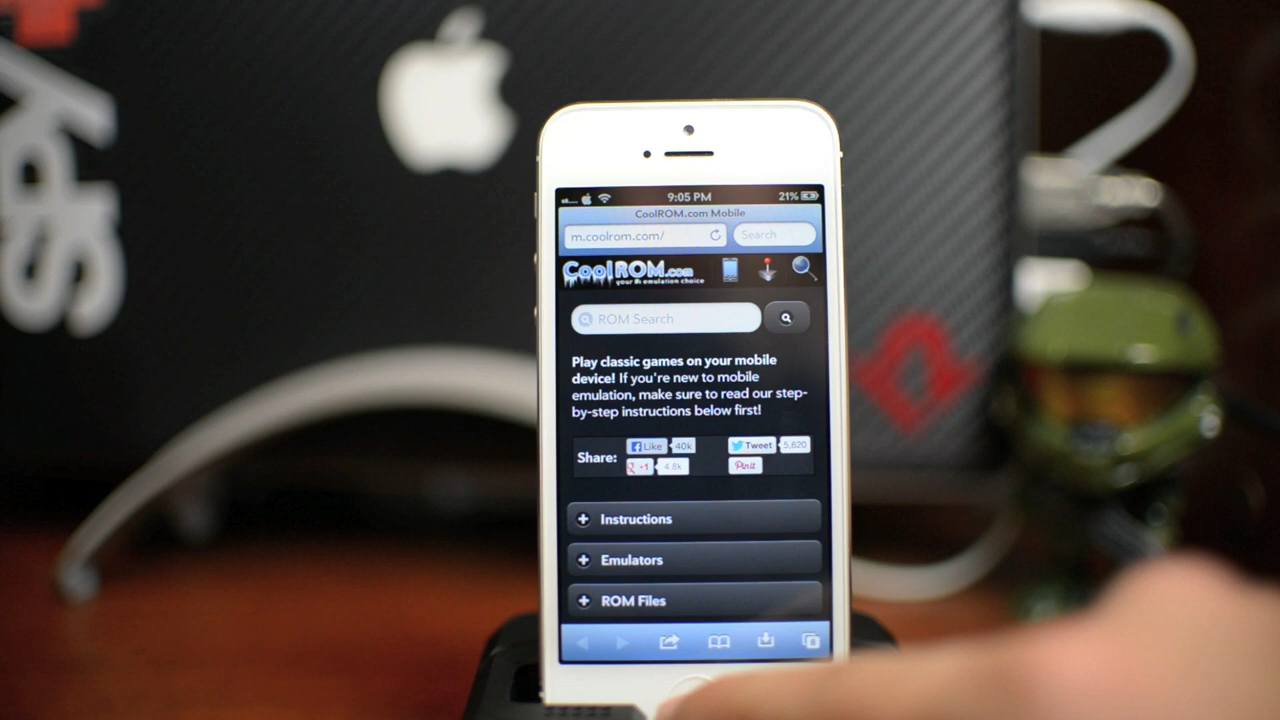 Spy
9:05 PM
21%
CoolROM.com Mobile
m.coolrom.com/
Search
CoolROM.com
your #1 emulation choice
ROM Search
Play classic games on your mobile
device! If you're new to mobile
emulation, make sure to read our step-
by-step instructions below first!
Share:
Like
40k
Tweet
5,620
+1
4.8k
Pin it
Instructions
Emulators
ROM Files